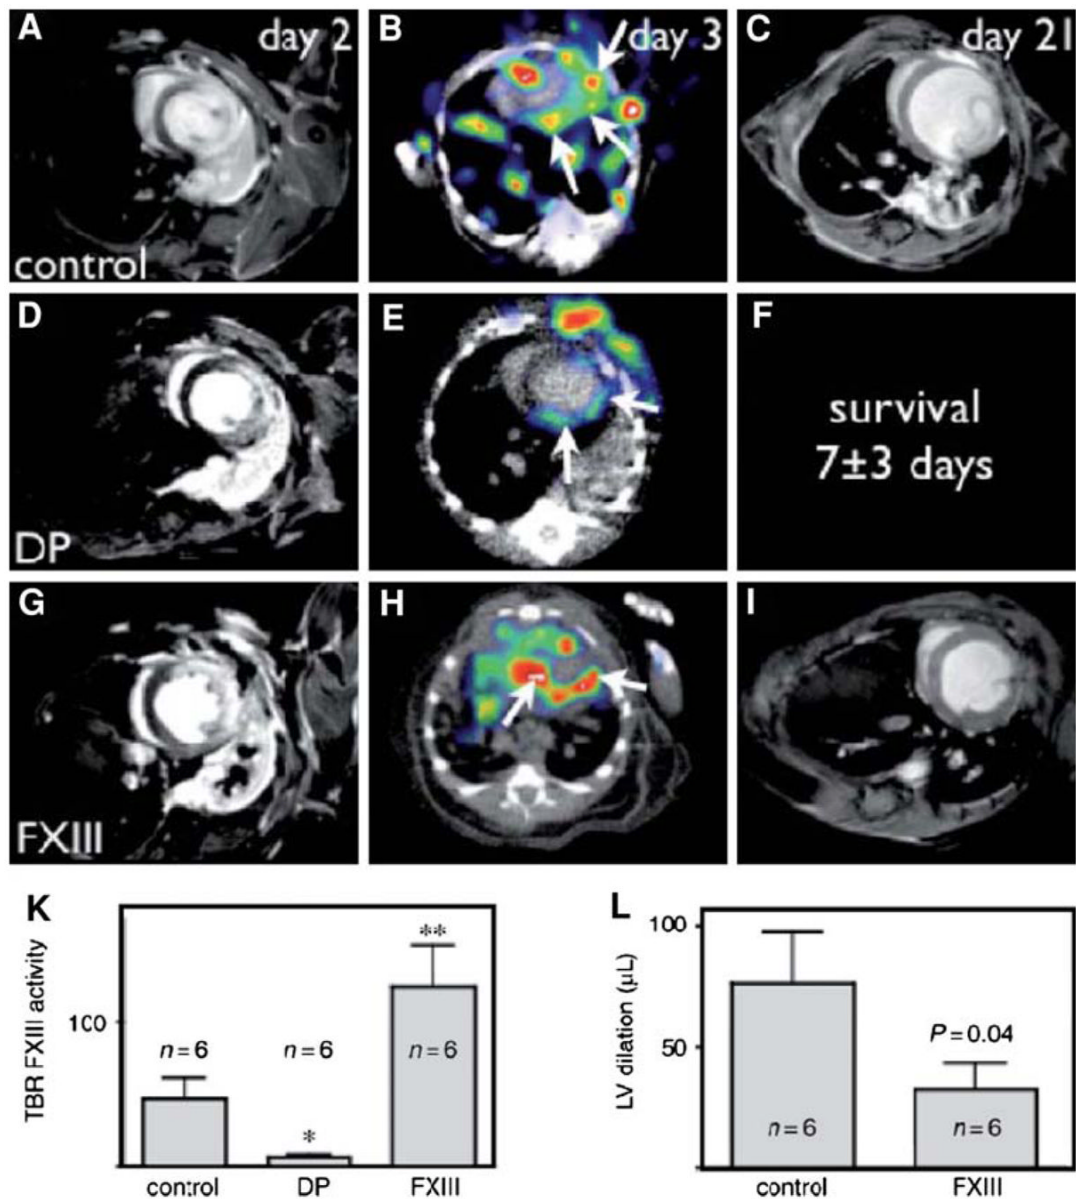 A
day 2
control
B
day 3
C
day 21
D
DP
E
F
survival
7±3 days
G
FXIII
H
I
K
TBR FXIII activity
100
n=6
n=6
n=6
*
**
control
DP
FXIII
L
LV dilation (μL)
100
50
P=0.04
n=6
n=6
control
FXIII